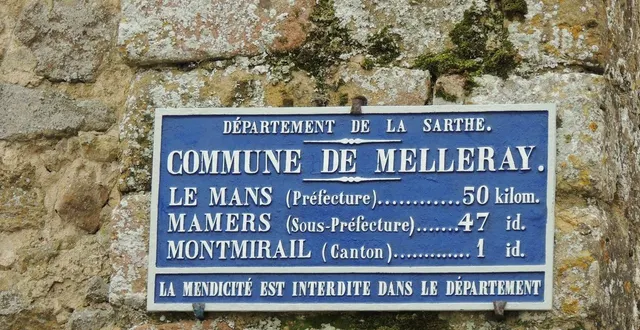 DÉPARTEMENT DE LA SARTHE.
COMMUNE DE MELLERAY.
LE MANS (Préfecture)............50 kilom.
MAMERS (Sous-Préfecture).......47 id.
MONTMIRAIL (Canton)............1 id.
LA MENDICITÉ EST INTERDITE DANS LE DÉPARTEMENT